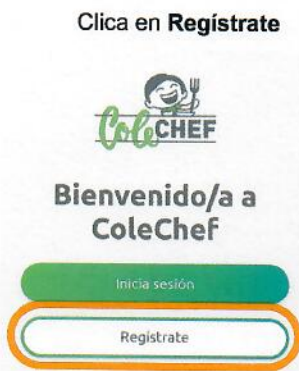 Clica en Regístrate
ColeCHEF
Bienvenido/a a
ColeChef
Inicia sesión
Regístrate